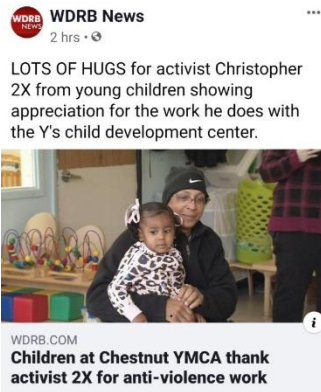 WDRB
NEWS
WDRB News
2 hrs •
LOTS OF HUGS for activist Christopher
2X from young children showing
appreciation for the work he does with
the Y's child development center.
WDRB.COM
Children at Chestnut YMCA thank
activist 2X for anti-violence work